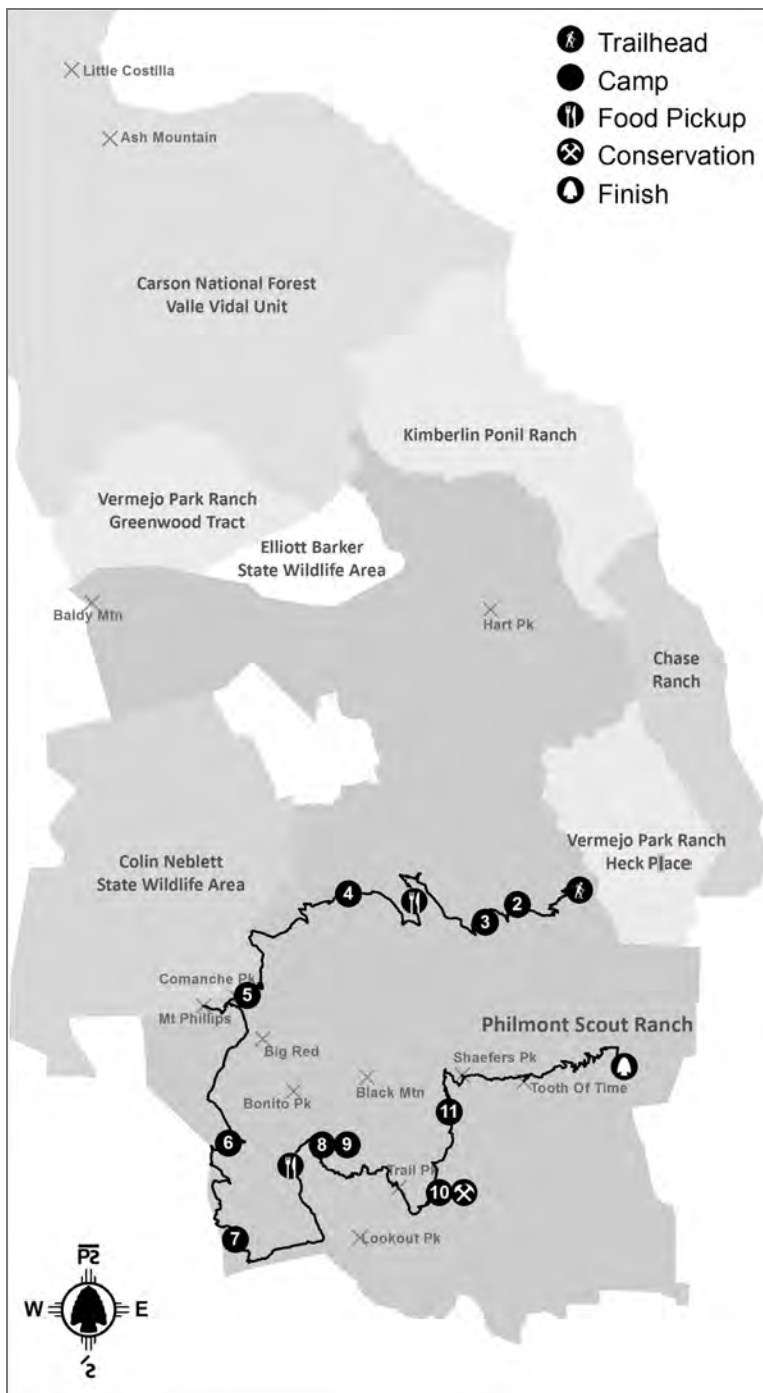 Trailhead
Camp
Food Pickup
Conservation
Finish
Little Costilla
Ash Mountain
Carson National Forest
Valle Vidal Unit
Kimberlin Ponil Ranch
Vermejo Park Ranch
Greenwood Tract
Elliott Barker
State Wildlife Area
Baldy Mtn
Hart Pk
Chase
Ranch
Vermejo Park Ranch
Heck Place
Colin Neblett
State Wildlife Area
4
3
2
Comanche Pk
5
Mt Phillips
Philmont Scout Ranch
Big Red
Shaefers Pk
Black Mtn
Tooth Of Time
Bonito Pk
11
6
8
9
Trail Pk
10
7
Lookout Pk
W
E